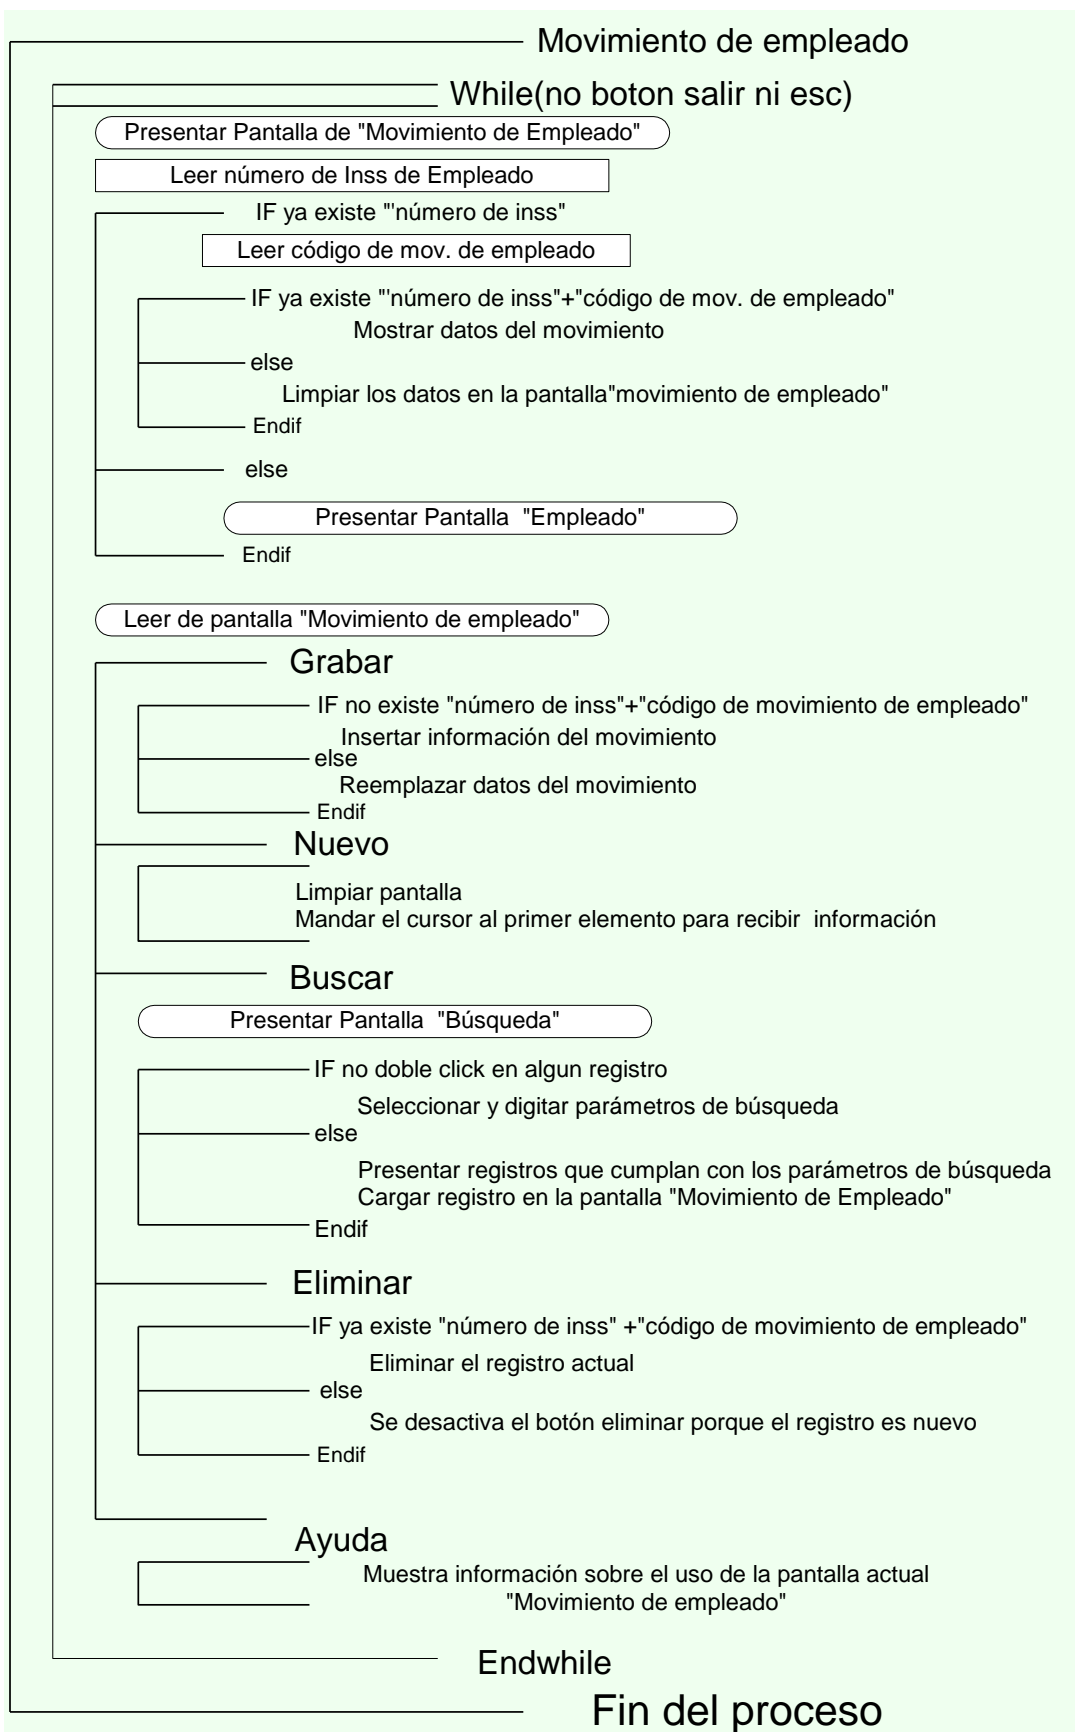 Movimiento de empleado
While(no boton salir ni esc)
Presentar Pantalla de "Movimiento de Empleado"
Leer número de Inss de Empleado
IF ya existe "'número de inss"
Leer código de mov. de empleado
IF ya existe "'número de inss"+"código de mov. de empleado"
Mostrar datos del movimiento
else
Limpiar los datos en la pantalla"movimiento de empleado"
Endif
else
Presentar Pantalla  "Empleado"
Endif
Leer de pantalla "Movimiento de empleado"
Grabar
IF no existe "número de inss"+"código de movimiento de empleado"
Insertar información del movimiento
else
Reemplazar datos del movimiento
Endif
Nuevo
Limpiar pantalla
Mandar el cursor al primer elemento para recibir  información
Buscar
Presentar Pantalla  "Búsqueda"
IF no doble click en algun registro
Seleccionar y digitar parámetros de búsqueda
else
Presentar registros que cumplan con los parámetros de búsqueda
Cargar registro en la pantalla "Movimiento de Empleado"
Endif
Eliminar
IF ya existe "número de inss" +"código de movimiento de empleado"
Eliminar el registro actual
else
Se desactiva el botón eliminar porque el registro es nuevo
Endif
Ayuda
Muestra información sobre el uso de la pantalla actual
"Movimiento de empleado"
Endwhile
Fin del proceso